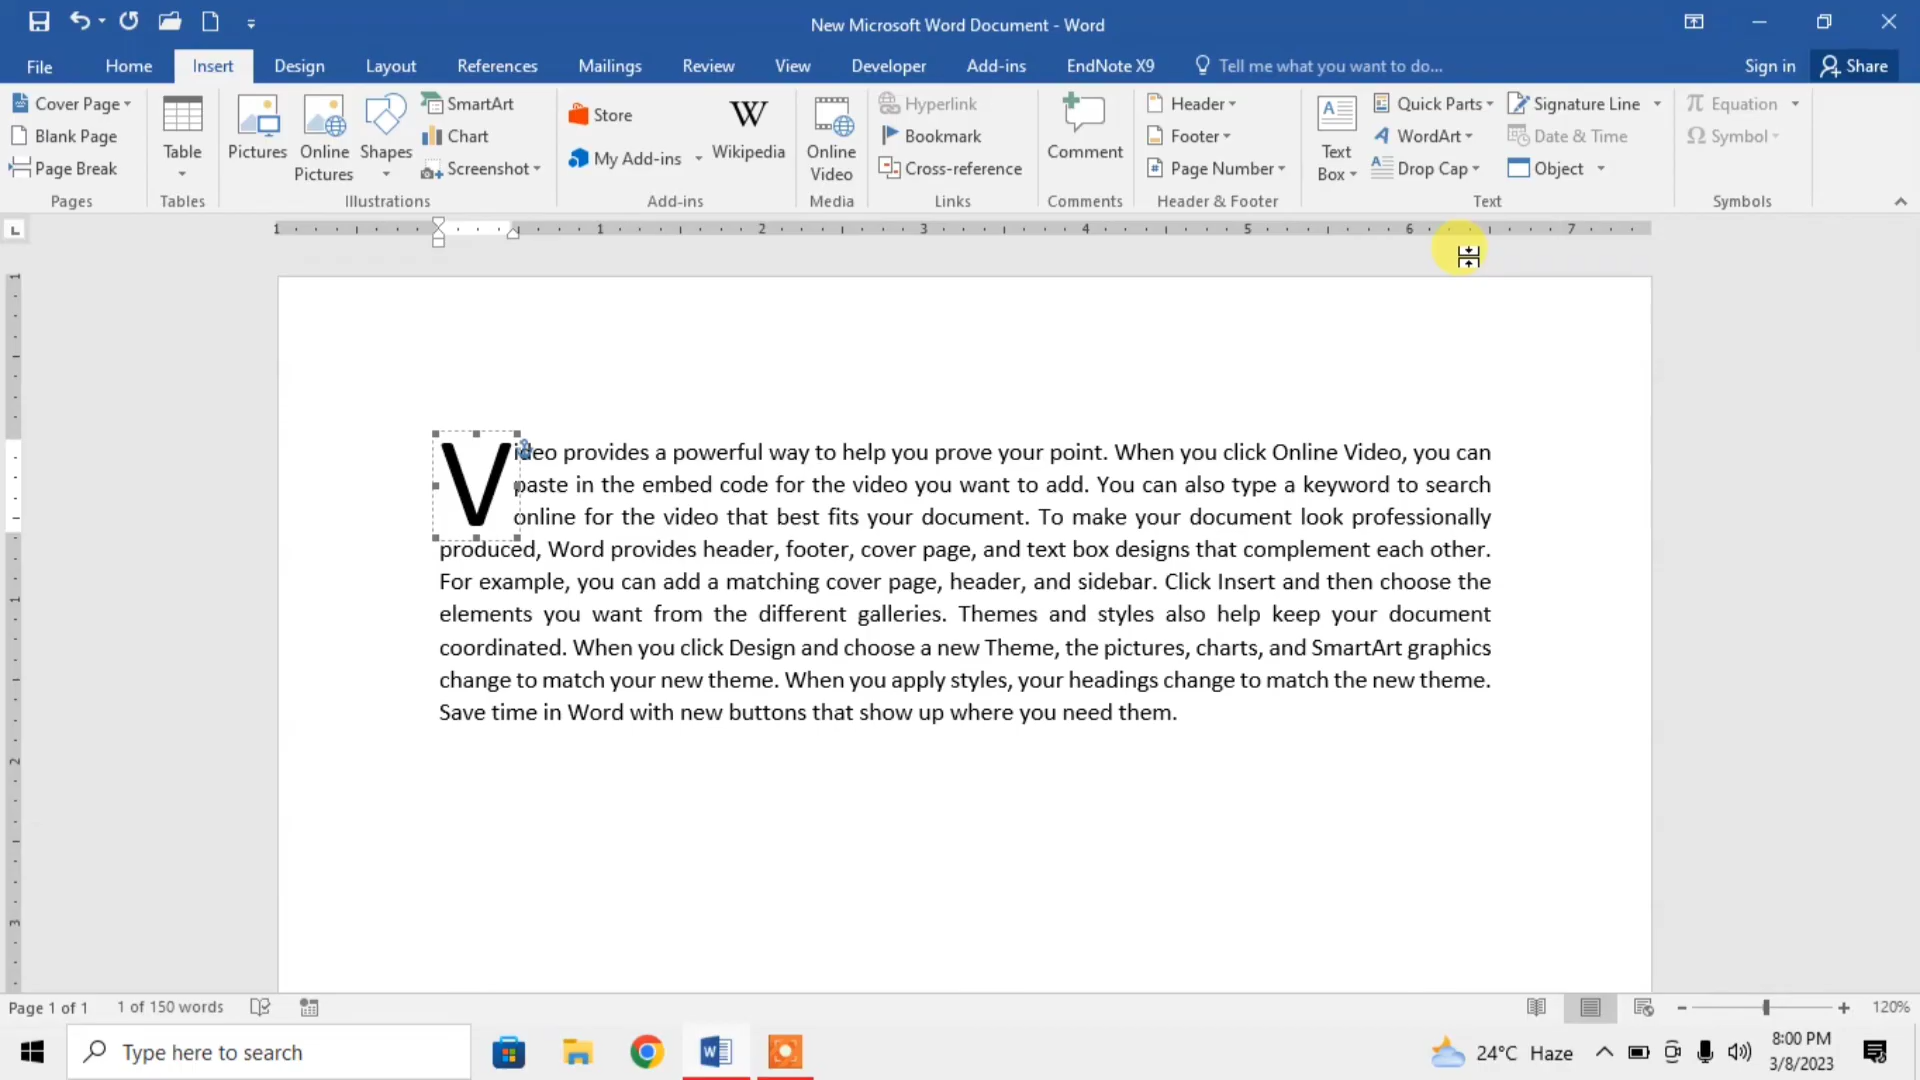 New Microsoft Word Document - Word
File Home Insert Design Layout References Mailings Review View Developer Add-ins EndNote X9 Tell me what you want to do... Sign in Share
Cover Page
Blank Page
Page Break
Pages
Table
Tables
Pictures
Online Pictures
Shapes
SmartArt
Chart
Screenshot
Illustrations
Store
My Add-ins
Wikipedia
Add-ins
Online Video
Media
Hyperlink
Bookmark
Cross-reference
Links
Comment
Comments
Header
Footer
Page Number
Header & Footer
Text Box
Quick Parts
WordArt
Drop Cap
Signature Line
Date & Time
Object
Text
Equation
Symbol
Symbols
1 1 2 3 4 5 6 7
1
1
2
3
Video provides a powerful way to help you prove your point. When you click Online Video, you can
paste in the embed code for the video you want to add. You can also type a keyword to search
online for the video that best fits your document. To make your document look professionally
produced, Word provides header, footer, cover page, and text box designs that complement each other.
For example, you can add a matching cover page, header, and sidebar. Click Insert and then choose the
elements you want from the different galleries. Themes and styles also help keep your document
coordinated. When you click Design and choose a new Theme, the pictures, charts, and SmartArt graphics
change to match your new theme. When you apply styles, your headings change to match the new theme.
Save time in Word with new buttons that show up where you need them.
Page 1 of 1 1 of 150 words 120%
Type here to search
24°C Haze
8:00 PM
3/8/2023